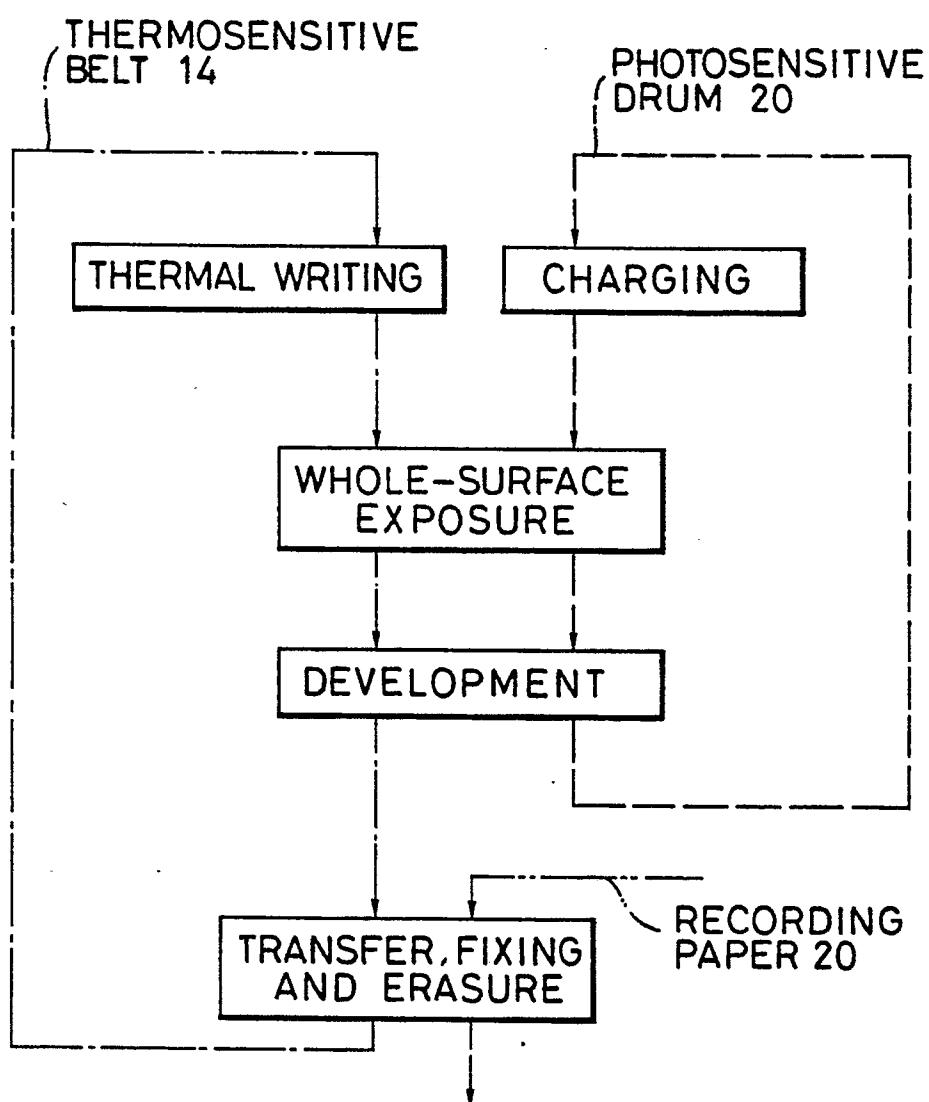 THERMOSENSITIVE
BELT 14
PHOTOSENSITIVE
DRUM 20
THERMAL WRITING
CHARGING
WHOLE-SURFACE
EXPOSURE
DEVELOPMENT
RECORDING
PAPER 20
TRANSFER, FIXING
AND ERASURE